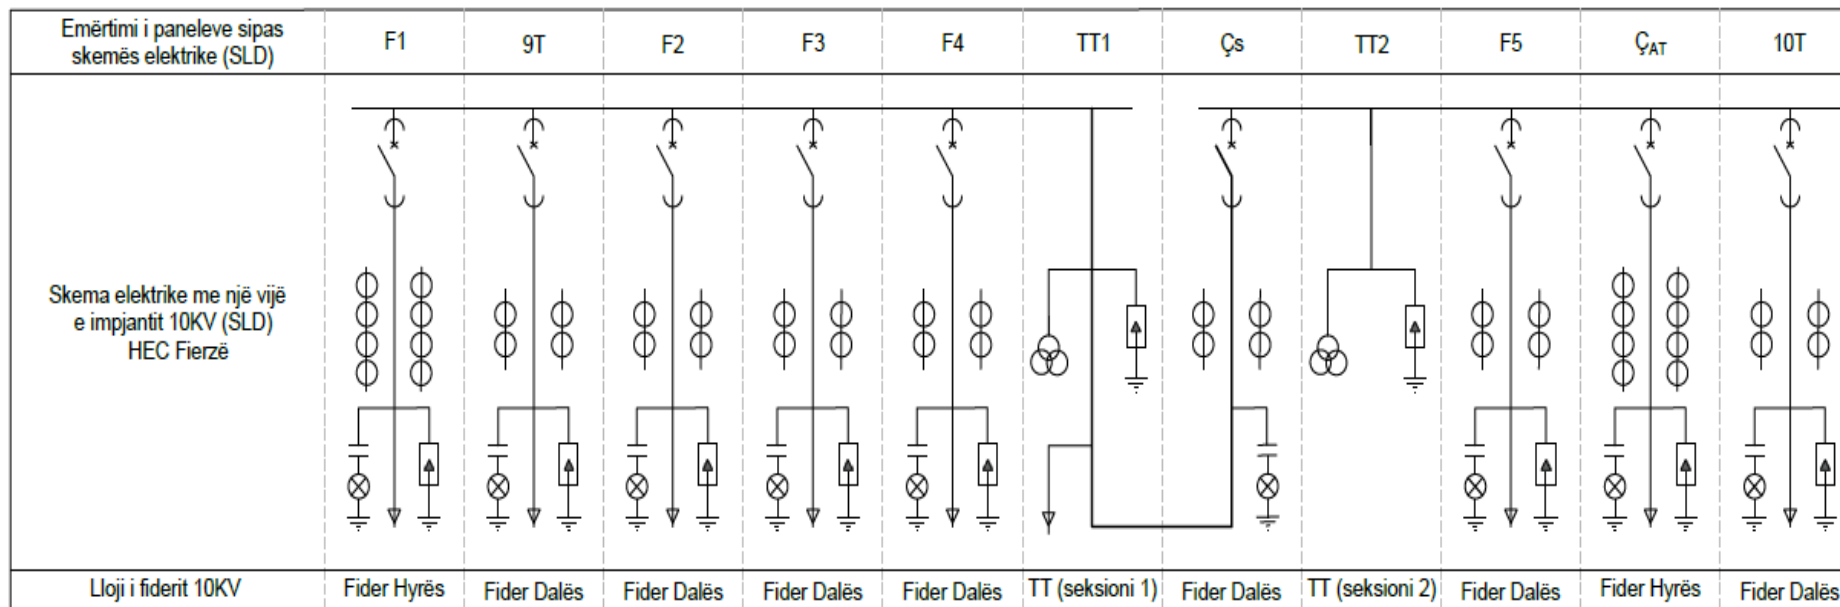 Emërtimi i paneleve sipas
skemës elektrike (SLD)
F1
9T
F2
F3
F4
TT1
Çs
TT2
F5
ÇAT
10T
Skema elektrike me një vijë
e impjantit 10KV (SLD)
HEC Fierzë
Lloji i fiderit 10KV
Fider Hyrës
Fider Dalës
Fider Dalës
Fider Dalës
Fider Dalës
TT (seksioni 1)
Fider Dalës
TT (seksioni 2)
Fider Dalës
Fider Hyrës
Fider Dalës